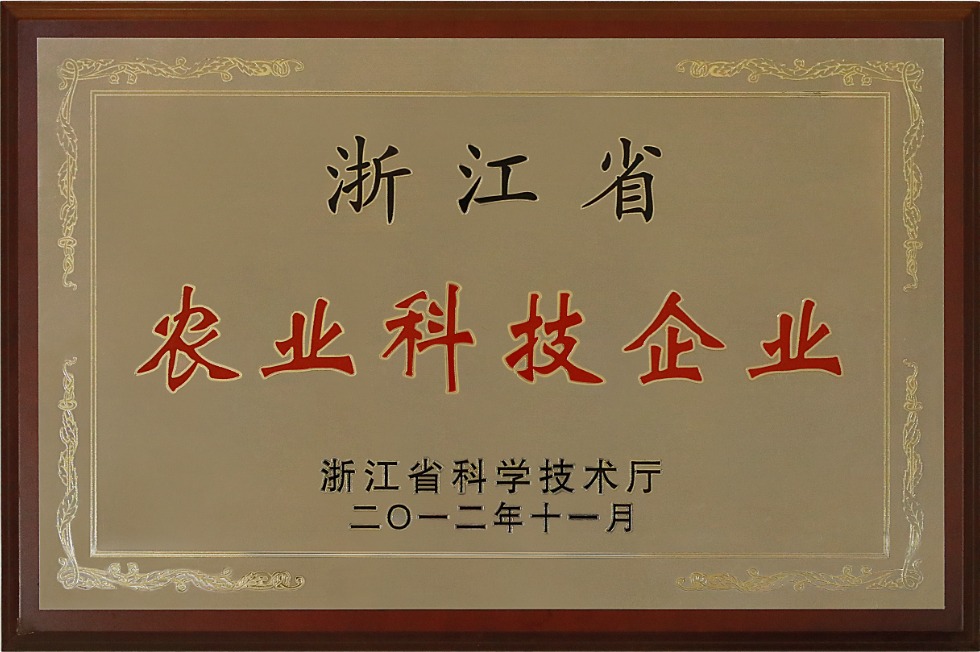 浙江省
农业科技企业
浙江省科学技术厅
二〇一二年十一月